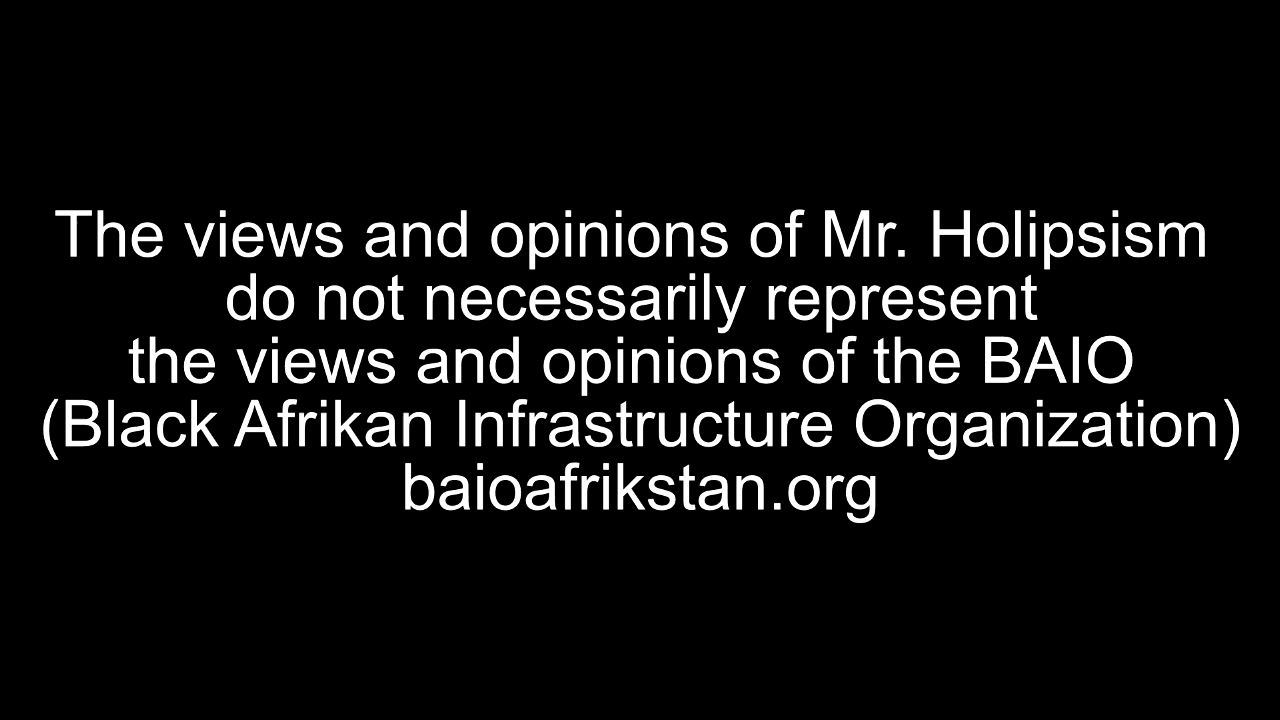 The views and opinions of Mr. Holipsism
do not necessarily represent
the views and opinions of the BAIO
(Black Afrikan Infrastructure Organization)
baioafrikstan.org